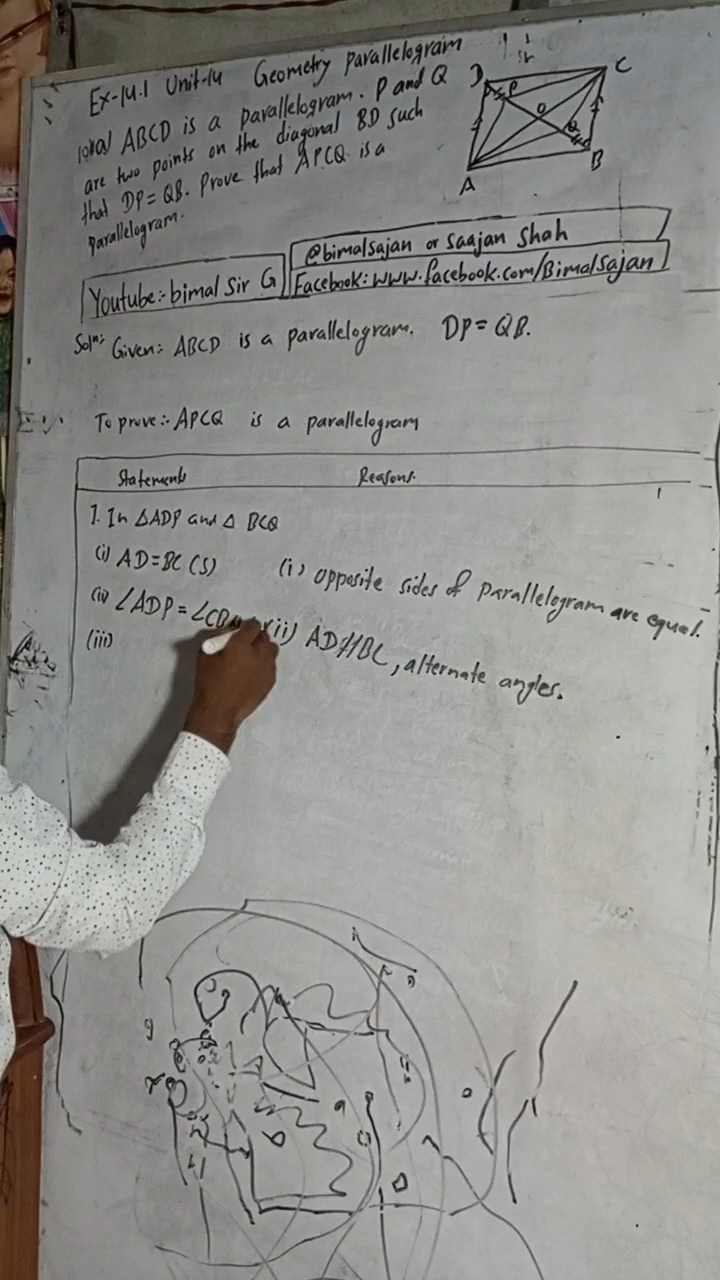 Ex-14.1 Unit-14 Geometry Parallelogram
ABCD is a parallelogram. P and Q
are two points on the diagonal BD such
that DP = QB. Prove that APCQ is a
parallelogram.
D P C
O
Q
A B
@bimalsajan or Saajan Shah
Youtube:- bimal Sir G
Facebook: www.facebook.com/Bimalsajan
Soln:- Given:- ABCD is a parallelogram. DP = QB.
To prove:- APCQ is a parallelogram
Statements Reasons.
1. In △ADP and △ BCQ
(i) AD=BC (S) (i) opposite sides of parallelogram are equal.
(ii) ∠ADP = (ii) AD//BC, alternate angles.
(iii)